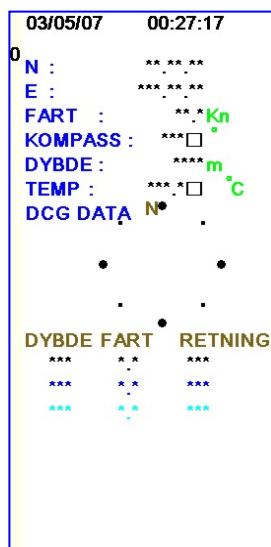 03/05/07 00:27:17
0
N : **.**.**
E : ***.**.**
FART : **.* Kn
KOMPASS : ***□ °
DYBDE : **** m
TEMP : ***.*□ °C
DCG DATA N
DYBDE FART RETNING
*** *.* ***
*** *.* ***
*** *.* ***